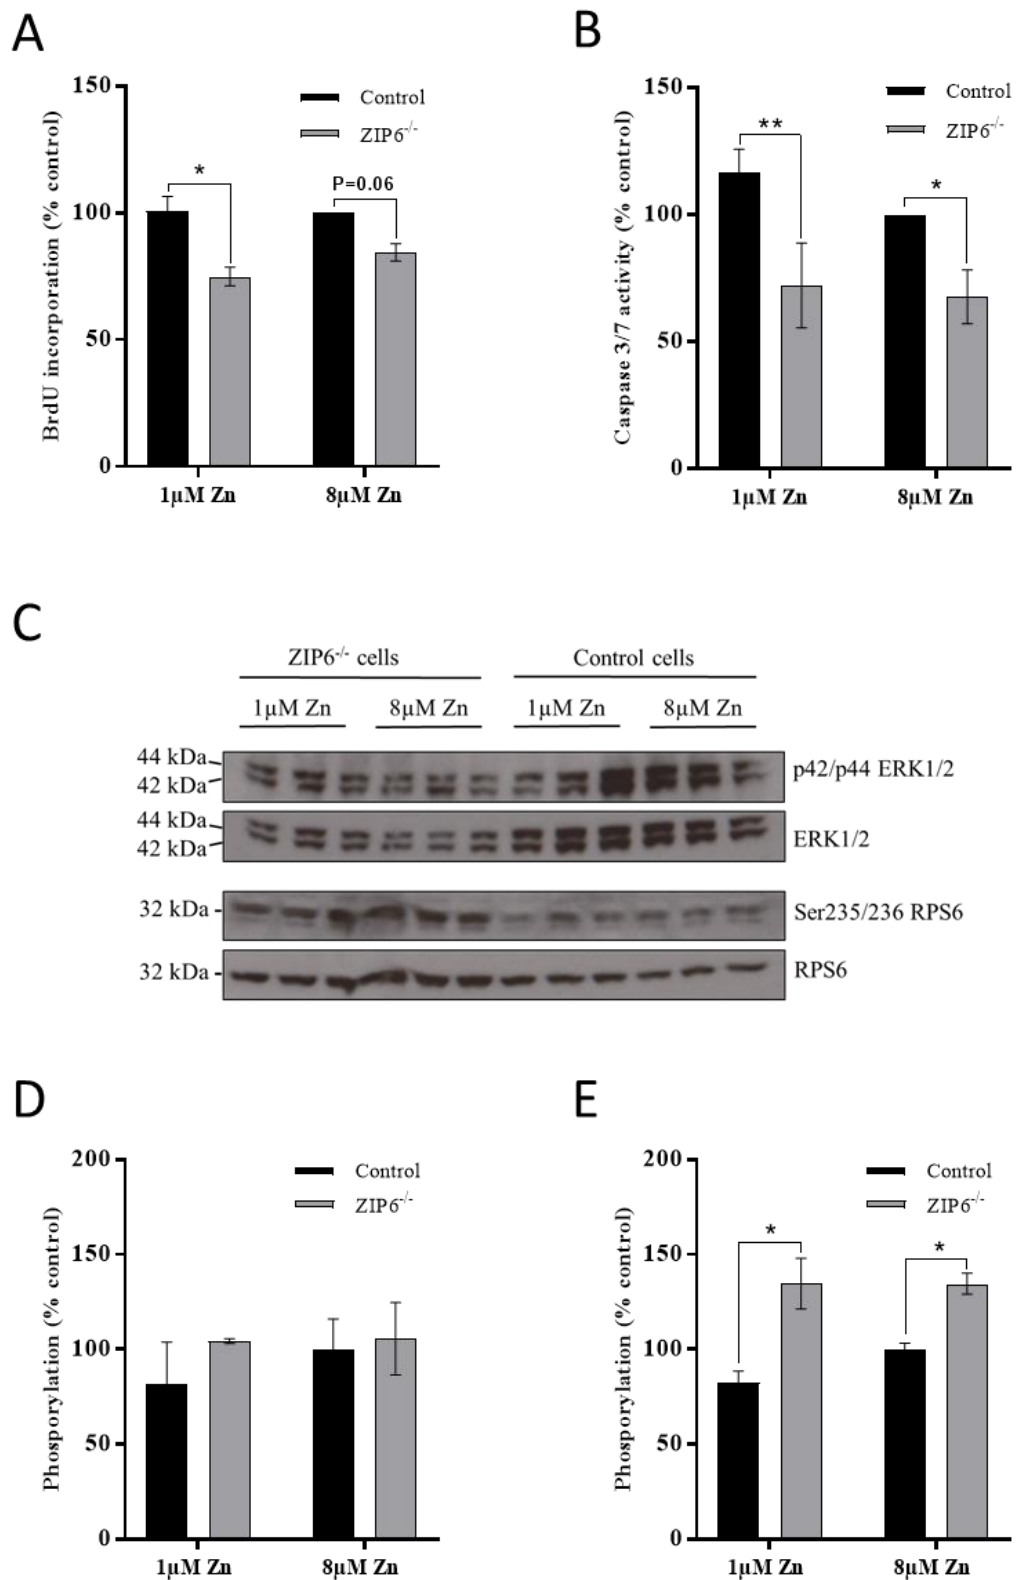 A
150
100
50
0
BrdU incorporation (% control)
Control
ZIP6-/-
*
P=0.06
1µM Zn
8µM Zn
B
150
100
50
0
Caspase 3/7 activity (% control)
Control
ZIP6-/-
**
*
1µM Zn
8µM Zn
C
ZIP6-/- cells
Control cells
1µM Zn
8µM Zn
1µM Zn
8µM Zn
44 kDa
42 kDa
p42/p44 ERK1/2
44 kDa
42 kDa
ERK1/2
32 kDa
Ser235/236 RPS6
32 kDa
RPS6
D
200
150
100
50
0
Phosporylation (% control)
Control
ZIP6-/-
1µM Zn
8µM Zn
E
200
150
100
50
0
Phosporylation (% control)
Control
ZIP6-/-
*
*
1µM Zn
8µM Zn